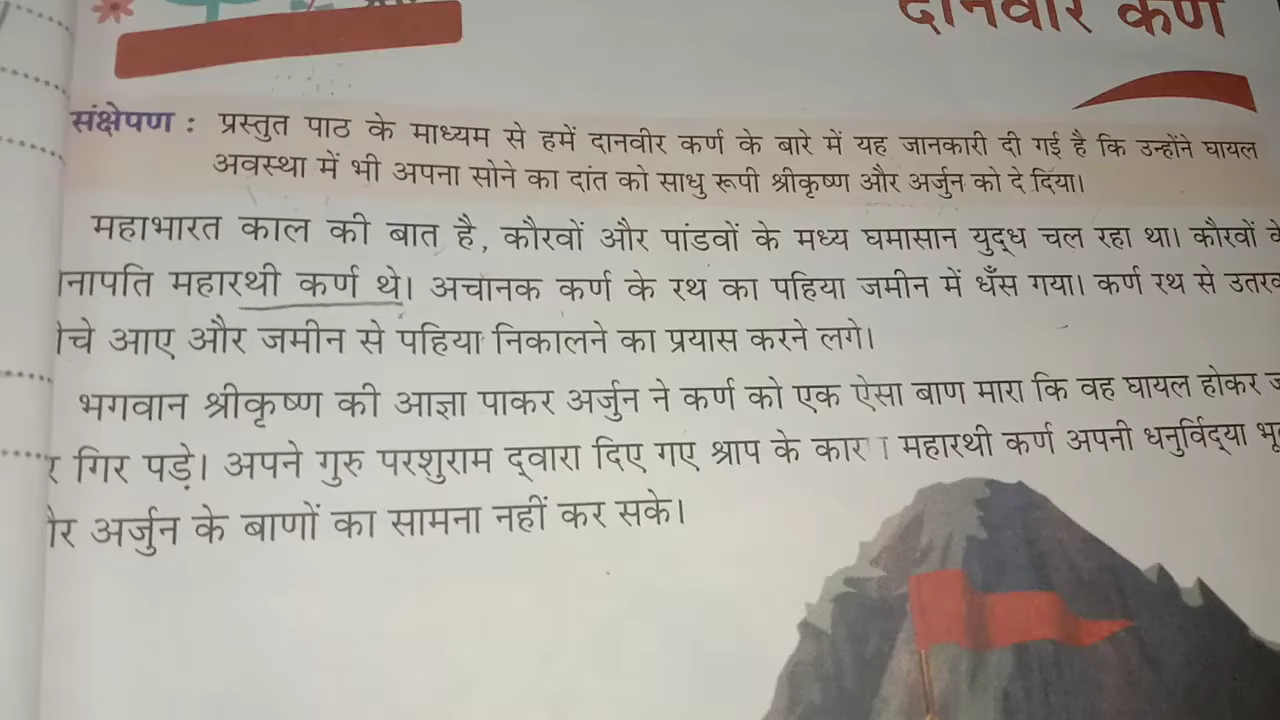 दानवीर कर्ण
संक्षेपण : प्रस्तुत पाठ के माध्यम से हमें दानवीर कर्ण के बारे में यह जानकारी दी गई है कि उन्होंने घायल
अवस्था में भी अपना सोने का दांत को साधु रूपी श्रीकृष्ण और अर्जुन को दे दिया।
महाभारत काल की बात है, कौरवों और पांडवों के मध्य घमासान युद्ध चल रहा था। कौरवों
महारथी कर्ण थे। अचानक कर्ण के रथ का पहिया जमीन में धँस गया। कर्ण रथ से
आए और जमीन से पहिया निकालने का प्रयास करने लगे।
भगवान श्रीकृष्ण की आज्ञा पाकर अर्जुन ने कर्ण को एक ऐसा बाण मारा कि वह घायल होकर
गिर पड़े। अपने गुरु परशुराम द्वारा दिए गए श्राप के महारथी कर्ण अपनी धनुर्विद्या
अर्जुन के बाणों का सामना नहीं कर सके।